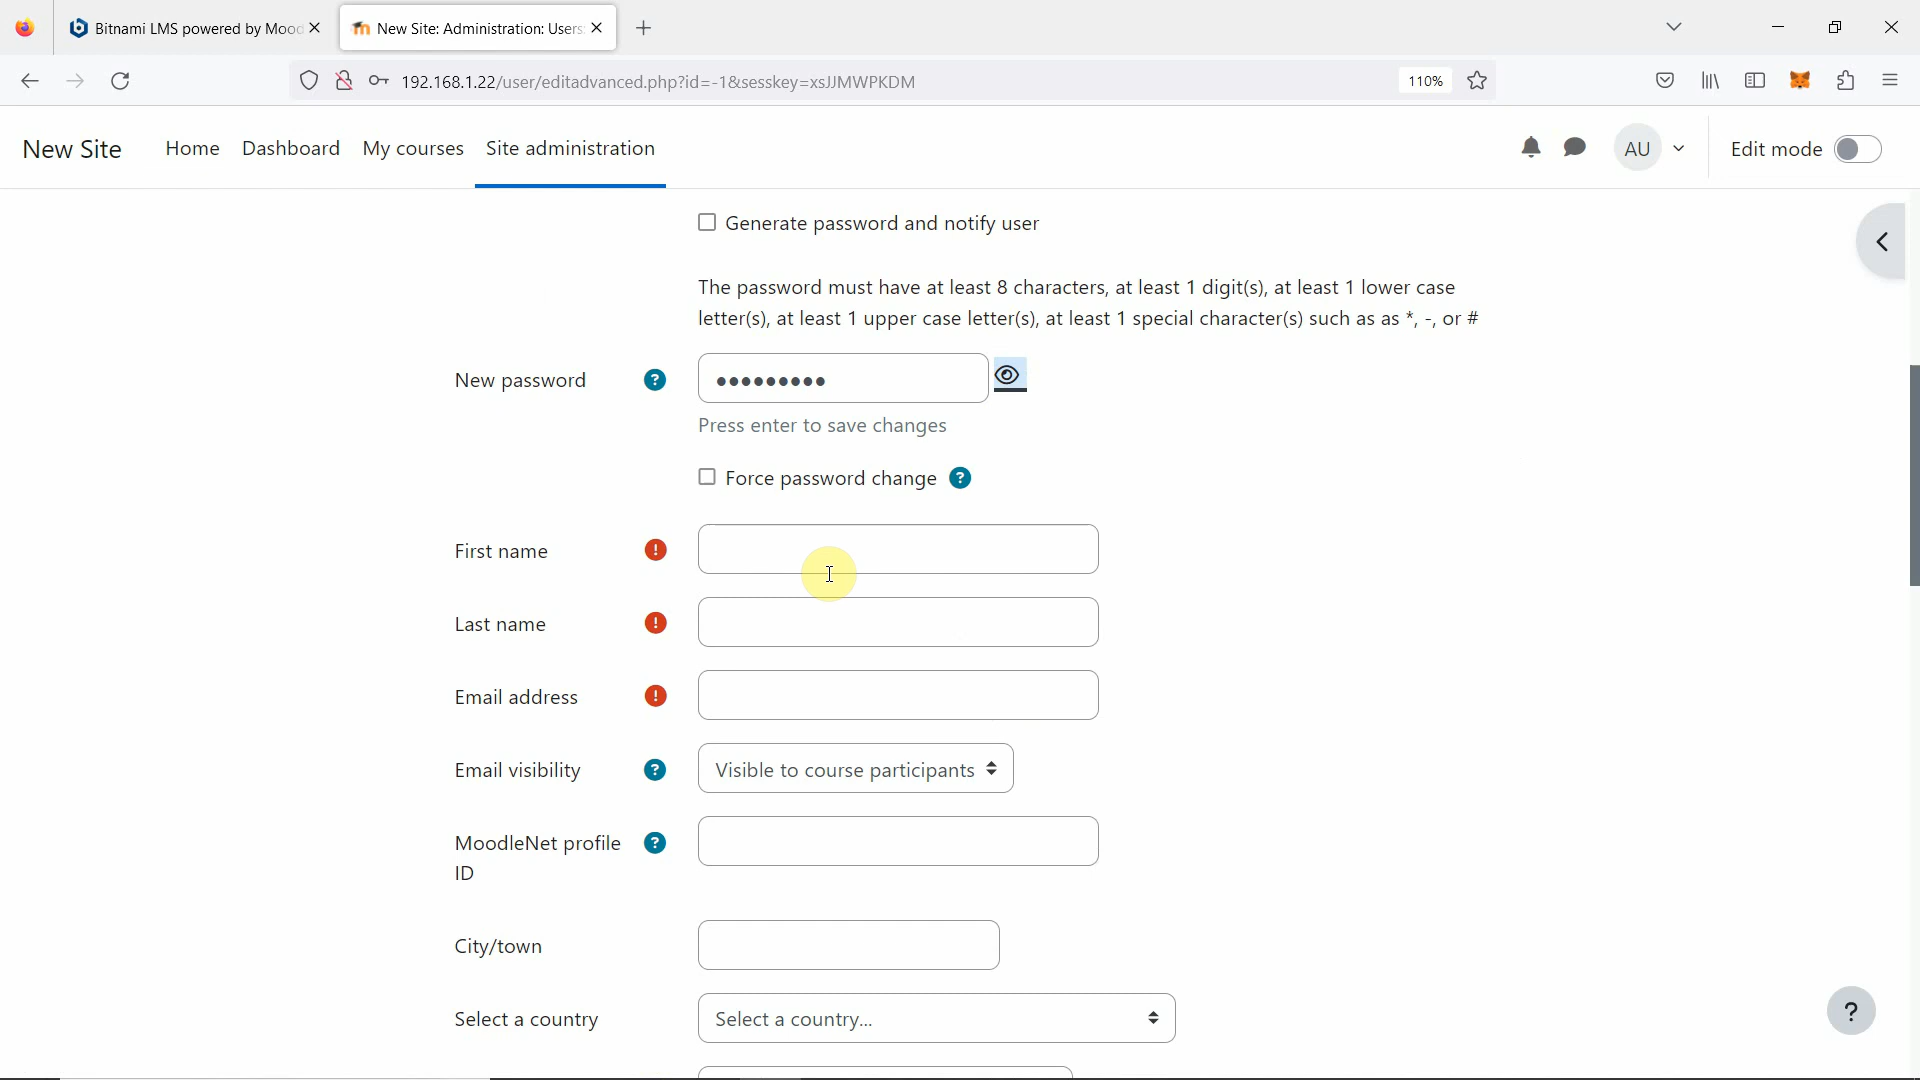 Bitnami LMS powered by Mood
New Site: Administration: Users:
192.168.1.22/user/editadvanced.php?id=-1&sesskey=xsJJMWPKDM
110%
New Site
Home
Dashboard
My courses
Site administration
AU
Edit mode
Generate password and notify user
The password must have at least 8 characters, at least 1 digit(s), at least 1 lower case
letter(s), at least 1 upper case letter(s), at least 1 special character(s) such as as *, -, or #
New password ?
Press enter to save changes
Force password change ?
First name !
Last name !
Email address !
Email visibility ? Visible to course participants
MoodleNet profile ?
ID
City/town
Select a country Select a country...
?